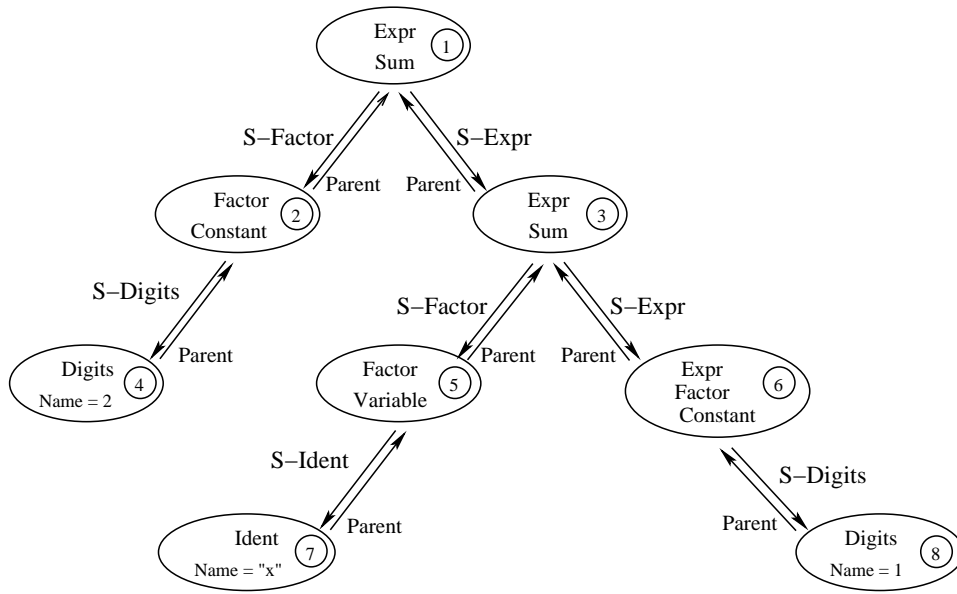 Expr
Sum
1
S–Factor
S–Expr
Parent
Parent
Factor
Constant
2
Expr
Sum
3
S–Digits
S–Factor
S–Expr
Parent
Parent
Parent
Digits
Name = 2
4
Factor
Variable
5
Expr
Factor
Constant
6
S–Ident
S–Digits
Parent
Parent
Ident
Name = "x"
7
Digits
Name = 1
8